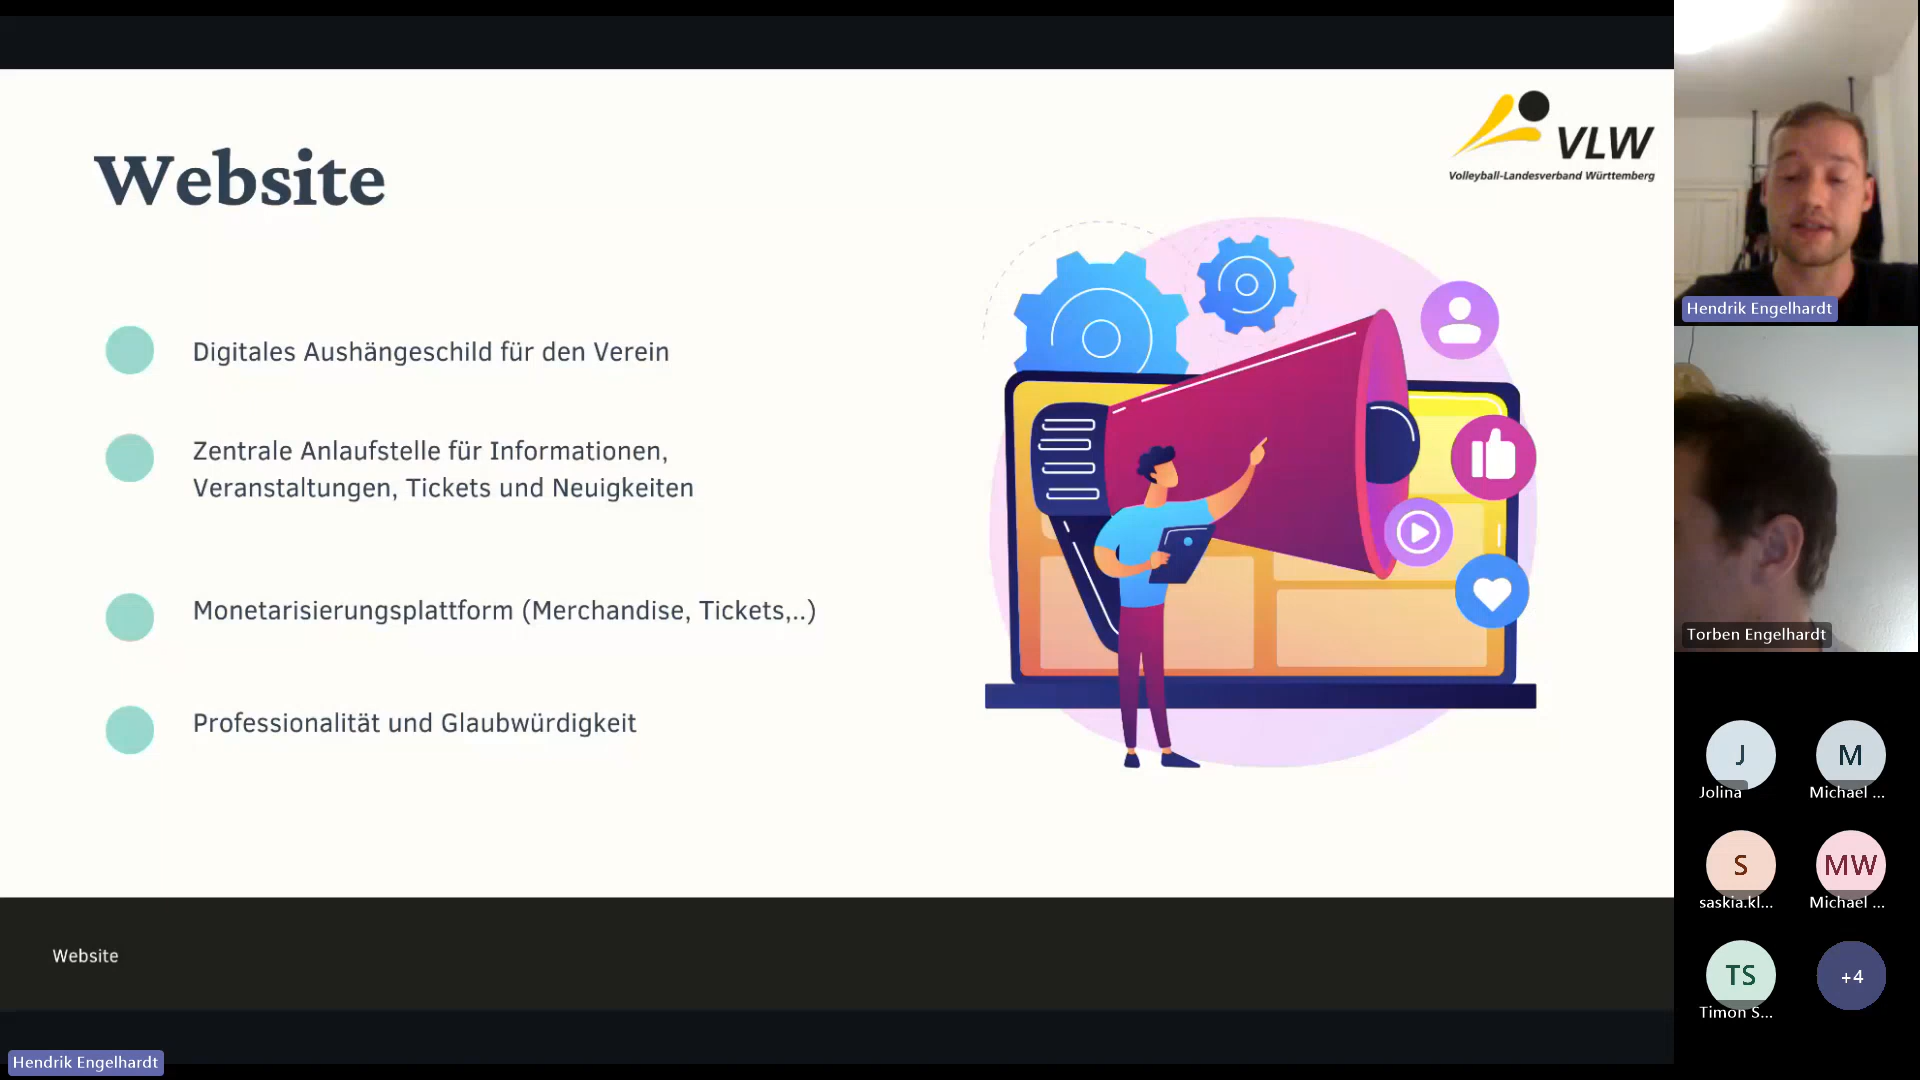 Website
VLW
Volleyball-Landesverband Württemberg
Digitales Aushängeschild für den Verein
Zentrale Anlaufstelle für Informationen,
Veranstaltungen, Tickets und Neuigkeiten
Monetarisierungsplattform (Merchandise, Tickets,..)
Professionalität und Glaubwürdigkeit
Website
Hendrik Engelhardt
Hendrik Engelhardt
Torben Engelhardt
J
Jolina
M
Michael ...
S
saskia.kl...
MW
Michael ...
TS
Timon S...
+4